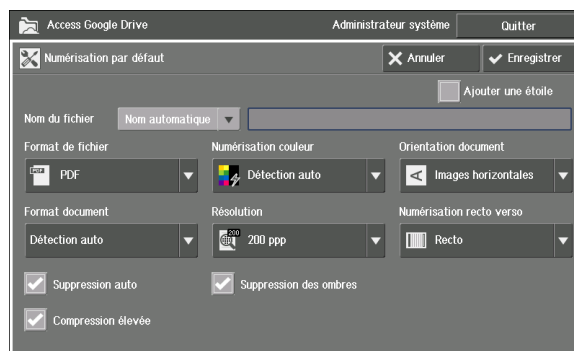 Access Google Drive Administrateur système Quitter
Numérisation par défaut Annuler Enregistrer
Ajouter une étoile
Nom du fichier Nom automatique
Format de fichier Numérisation couleur Orientation document
PDF PDF Détection auto A Images horizontales
Format document Résolution Numérisation recto verso
Détection auto 200 200 ppp Recto
Suppression auto Suppression des ombres
Compression élevée